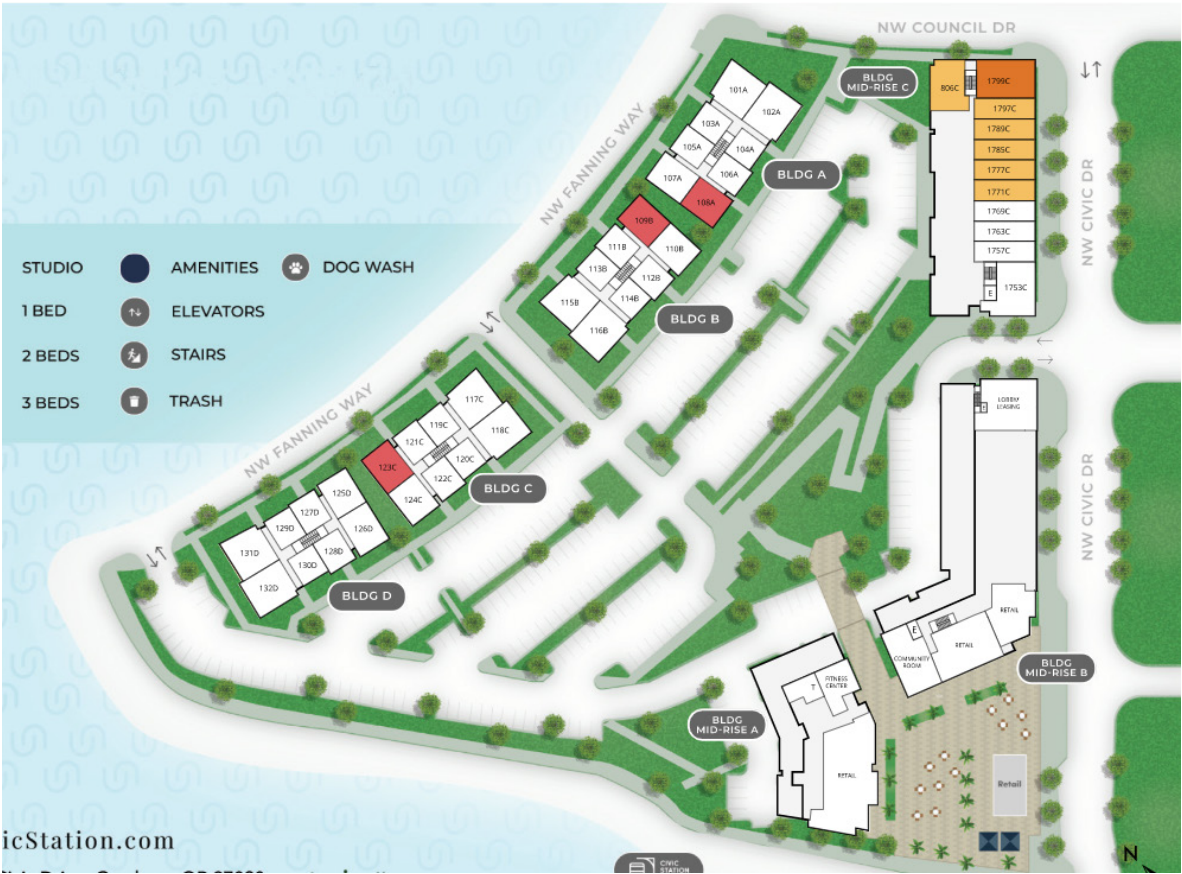 NW COUNCIL DR
BLDG
MID-RISE C
806C
1799C
1797C
1789C
1785C
1777C
1771C
1769C
1763C
1757C
E
1753C
NW CIVIC DR
NW FANNING WAY
101A
102A
103A
104A
105A
106A
107A
108A
BLDG A
109B
110B
111B
112B
113B
114B
115B
116B
BLDG B
STUDIO
AMENITIES
DOG WASH
1 BED
ELEVATORS
2 BEDS
STAIRS
3 BEDS
TRASH
NW FANNING WAY
117C
118C
119C
120C
121C
122C
123C
124C
BLDG C
125D
126D
127D
128D
129D
130D
131D
132D
BLDG D
LOBBY/
LEASING
NW CIVIC DR
RETAIL
RETAIL
E
COMMUNITY
ROOM
BLDG
MID-RISE B
T
FITNESS
CENTER
BLDG
MID-RISE A
RETAIL
Retail
icStation.com
CIVIC
STATION
N